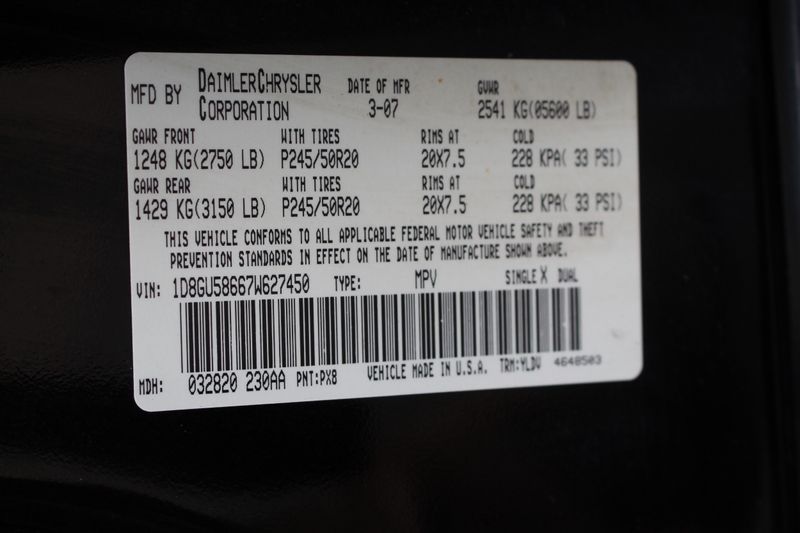 MFD BY DAIMLERCHRYSLER CORPORATION DATE OF MFR 3-07 GVWR 2541 KG(05600 LB)
GAWR FRONT WITH TIRES RIMS AT COLD
1248 KG(2750 LB) P245/50R20 20X7.5 228 KPA( 33 PSI)
GAWR REAR WITH TIRES RIMS AT COLD
1429 KG(3150 LB) P245/50R20 20X7.5 228 KPA( 33 PSI)
THIS VEHICLE CONFORMS TO ALL APPLICABLE FEDERAL MOTOR VEHICLE SAFETY AND THEFT
PREVENTION STANDARDS IN EFFECT ON THE DATE OF MANUFACTURE SHOWN ABOVE.
VIN: 1D8GU58667W627450 TYPE: MPV SINGLE X DUAL
MDH: 032820 230AA PNT:PX8 VEHICLE MADE IN U.S.A. TRM:YLDV 4648503